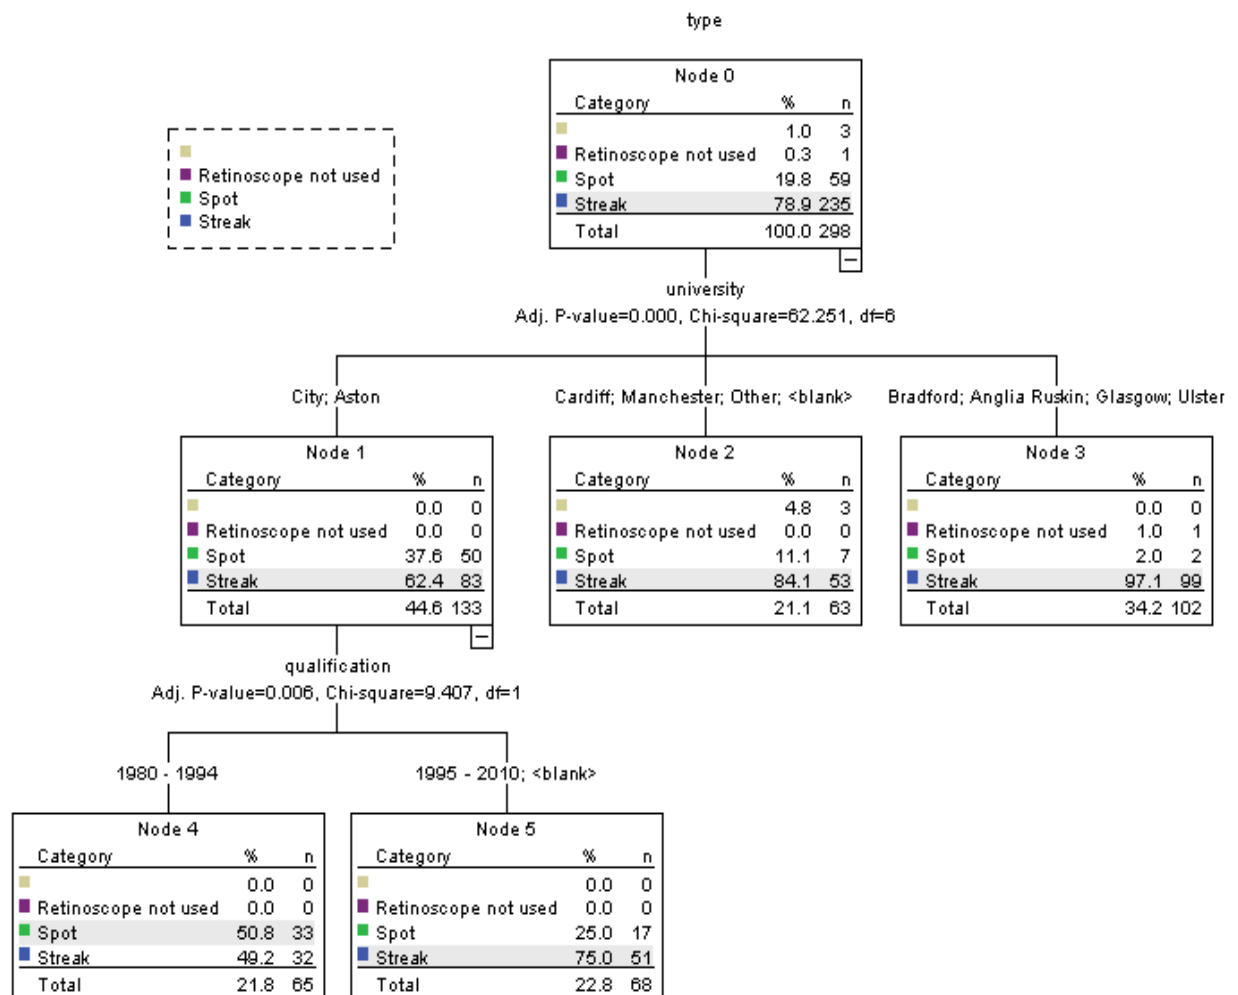 type
Node 0
Category % n
1.0 3
Retinoscope not used 0.3 1
Spot 19.8 59
Streak 78.9 235
Total 100.0 298
Retinoscope not used
Spot
Streak
university
Adj. P-value=0.000, Chi-square=62.251, df=6
City; Aston
Cardiff; Manchester; Other; <blank>
Bradford; Anglia Ruskin; Glasgow; Ulster
Node 1
Category % n
0.0 0
Retinoscope not used 0.0 0
Spot 37.6 50
Streak 62.4 83
Total 44.6 133
Node 2
Category % n
4.8 3
Retinoscope not used 0.0 0
Spot 11.1 7
Streak 84.1 53
Total 21.1 63
Node 3
Category % n
0.0 0
Retinoscope not used 1.0 1
Spot 2.0 2
Streak 97.1 99
Total 34.2 102
qualification
Adj. P-value=0.006, Chi-square=9.407, df=1
1980 - 1994
1995 - 2010; <blank>
Node 4
Category % n
0.0 0
Retinoscope not used 0.0 0
Spot 50.8 33
Streak 49.2 32
Total 21.8 65
Node 5
Category % n
0.0 0
Retinoscope not used 0.0 0
Spot 25.0 17
Streak 75.0 51
Total 22.8 68